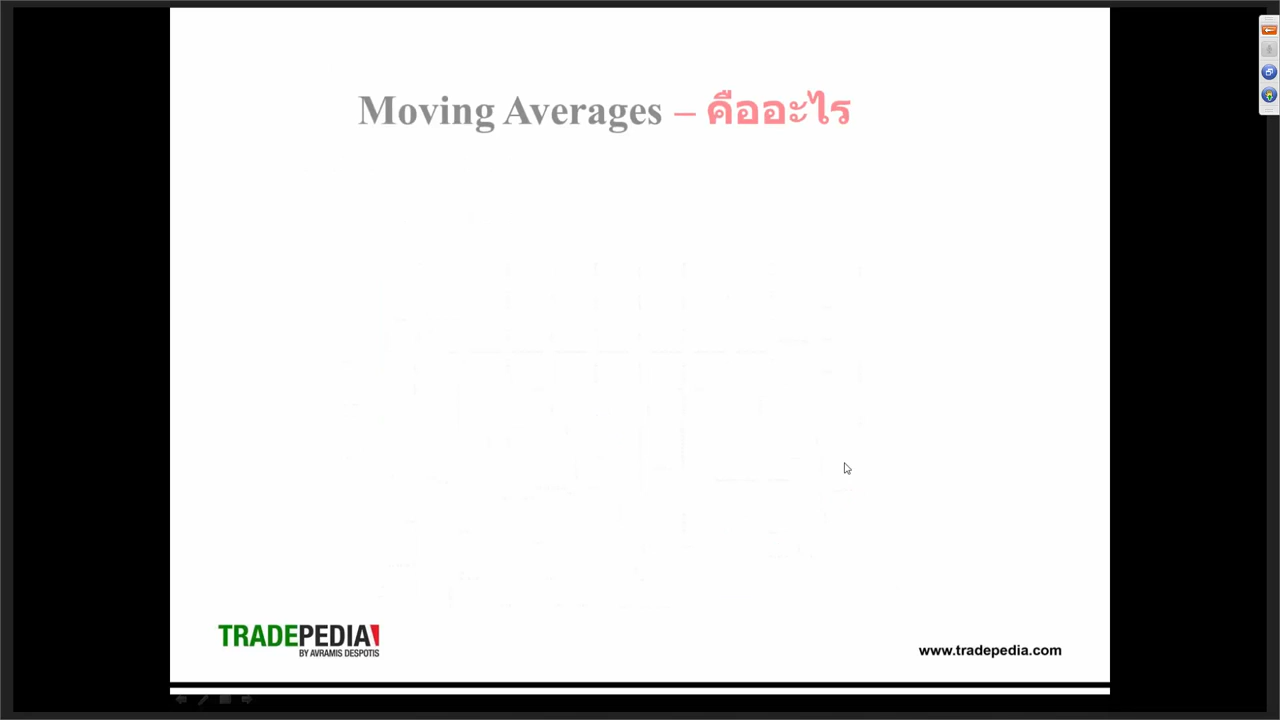 Moving Averages – คืออะไร
TRADEPEDIA
BY AVRAMIS DESPOTIS
www.tradepedia.com